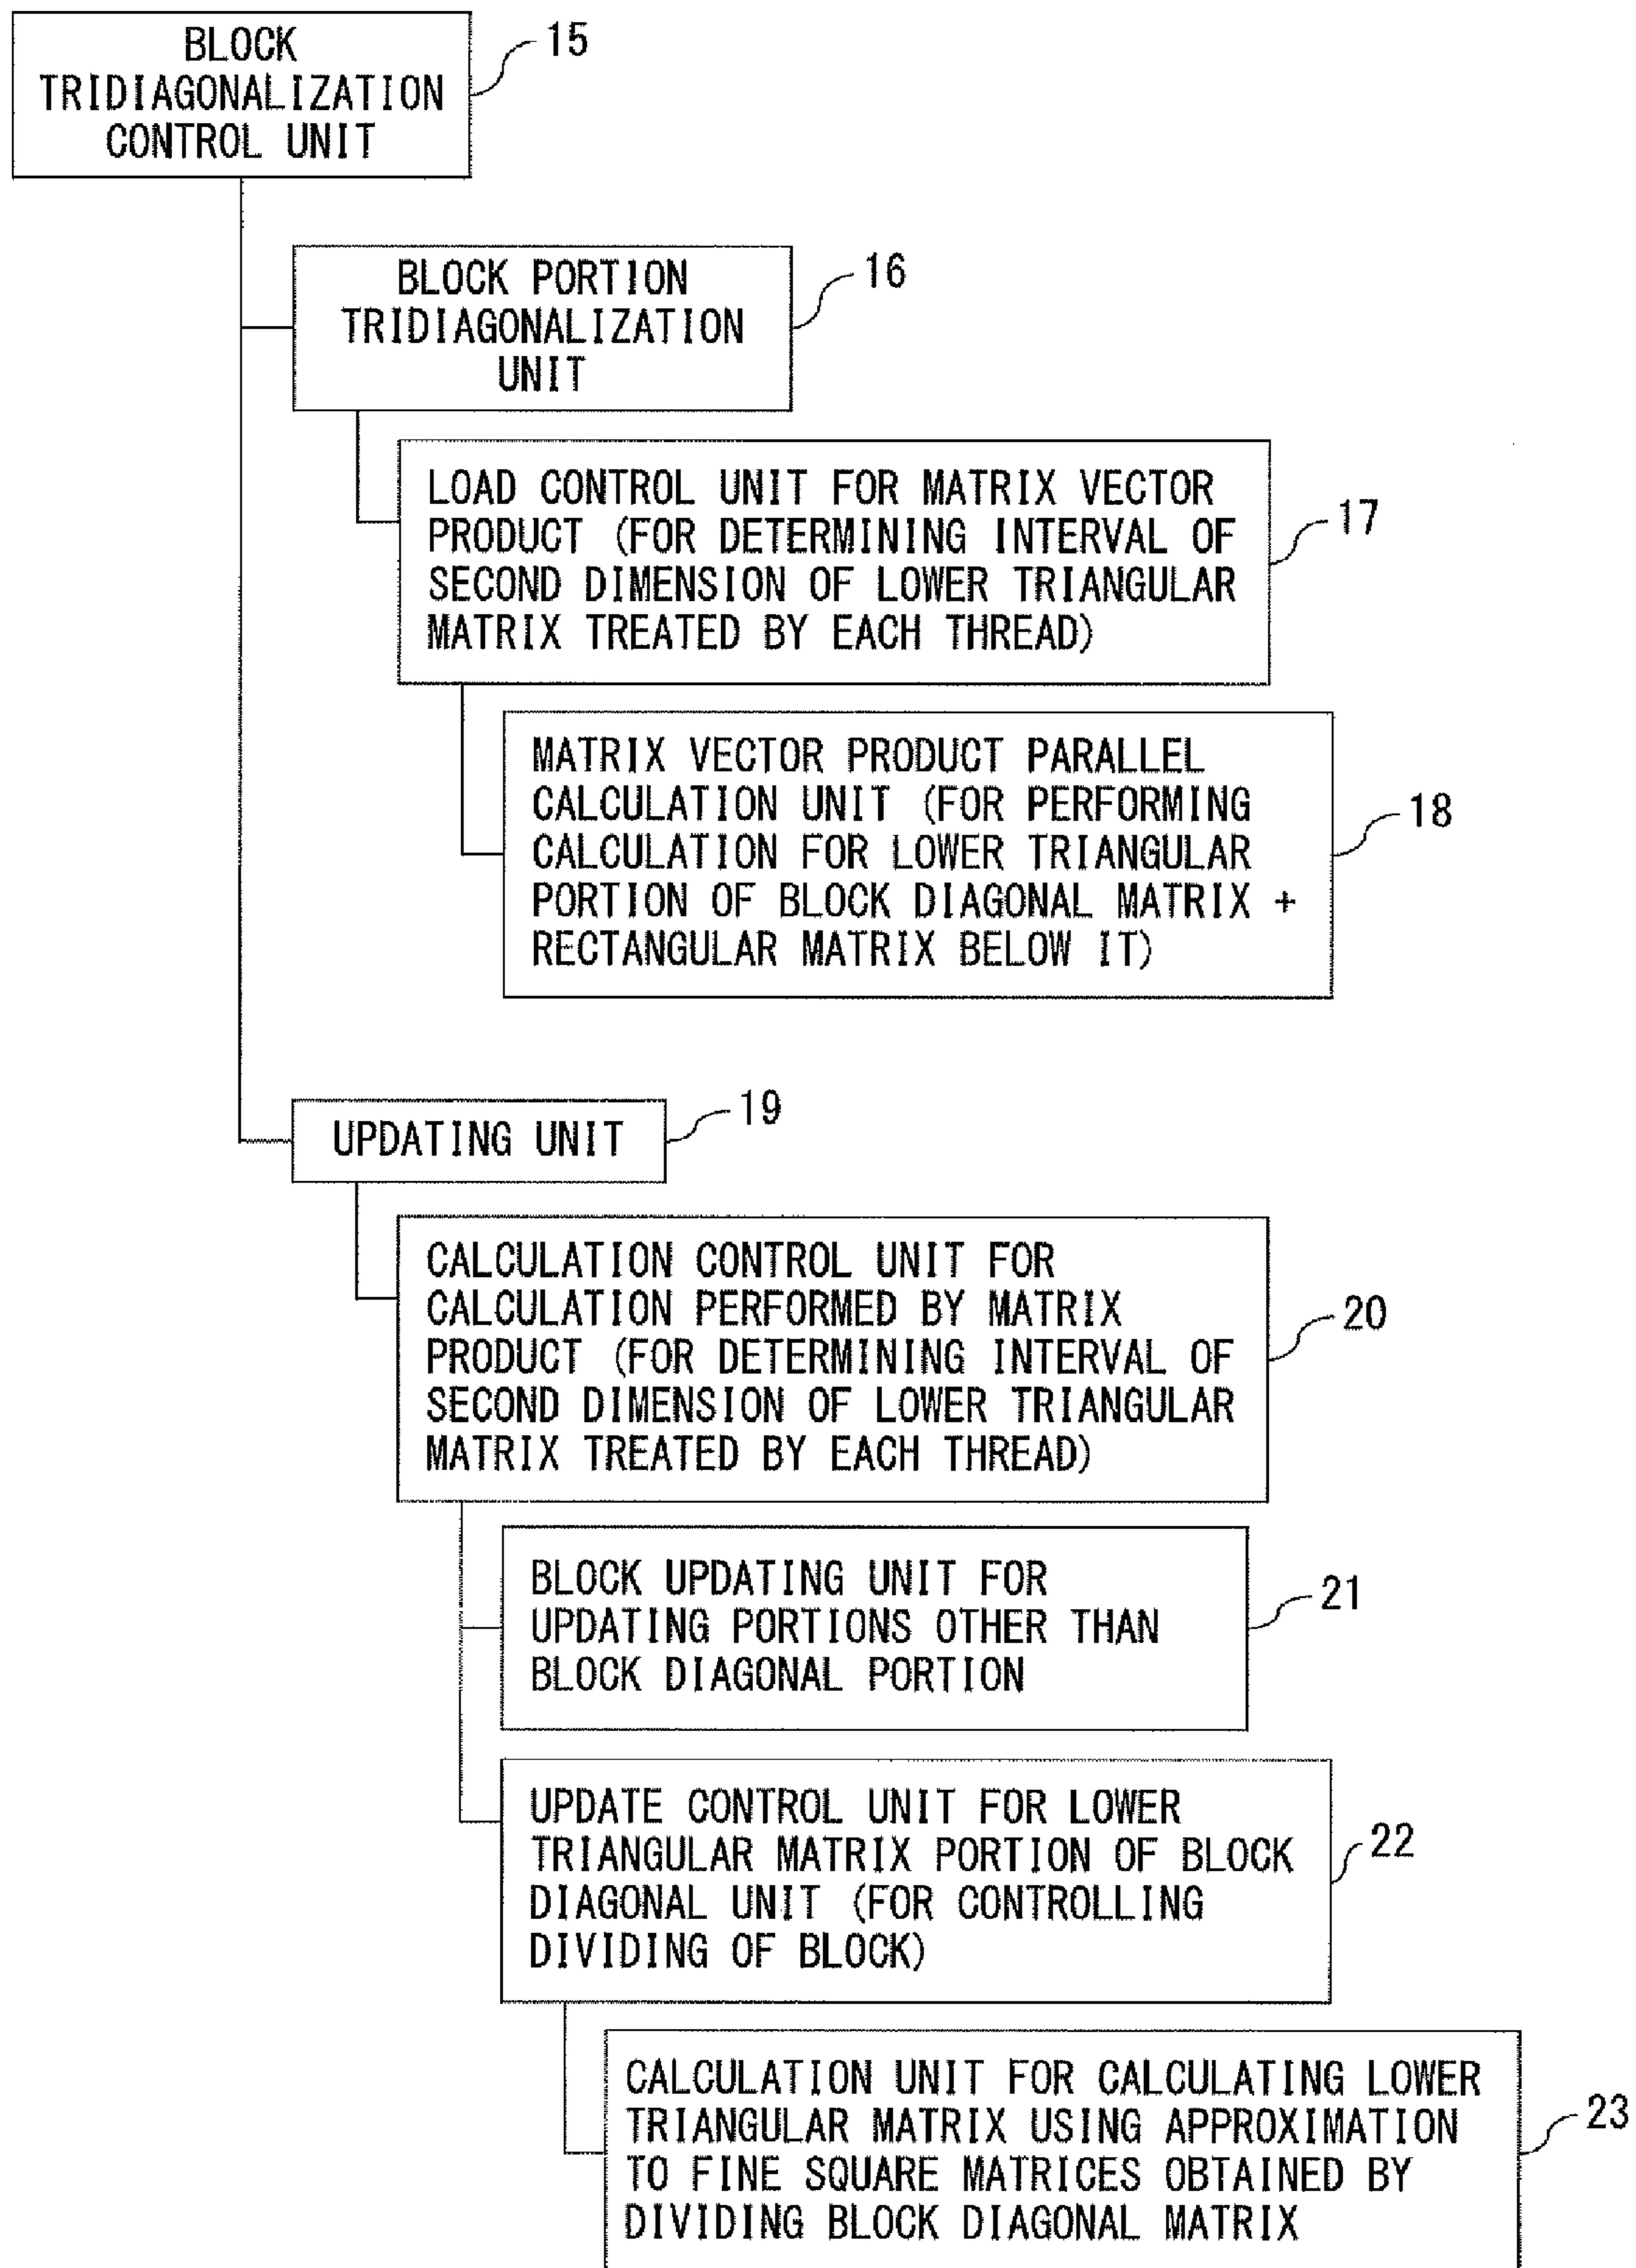 BLOCK
TRIDIAGONALIZATION
CONTROL UNIT
15
BLOCK PORTION
TRIDIAGONALIZATION
UNIT
16
LOAD CONTROL UNIT FOR MATRIX VECTOR
PRODUCT (FOR DETERMINING INTERVAL OF
SECOND DIMENSION OF LOWER TRIANGULAR
MATRIX TREATED BY EACH THREAD)
17
MATRIX VECTOR PRODUCT PARALLEL
CALCULATION UNIT (FOR PERFORMING
CALCULATION FOR LOWER TRIANGULAR
PORTION OF BLOCK DIAGONAL MATRIX +
RECTANGULAR MATRIX BELOW IT)
18
UPDATING UNIT
19
CALCULATION CONTROL UNIT FOR
CALCULATION PERFORMED BY MATRIX
PRODUCT (FOR DETERMINING INTERVAL OF
SECOND DIMENSION OF LOWER TRIANGULAR
MATRIX TREATED BY EACH THREAD)
20
BLOCK UPDATING UNIT FOR
UPDATING PORTIONS OTHER THAN
BLOCK DIAGONAL PORTION
21
UPDATE CONTROL UNIT FOR LOWER
TRIANGULAR MATRIX PORTION OF BLOCK
DIAGONAL UNIT (FOR CONTROLLING
DIVIDING OF BLOCK)
22
CALCULATION UNIT FOR CALCULATING LOWER
TRIANGULAR MATRIX USING APPROXIMATION
TO FINE SQUARE MATRICES OBTAINED BY
DIVIDING BLOCK DIAGONAL MATRIX
23